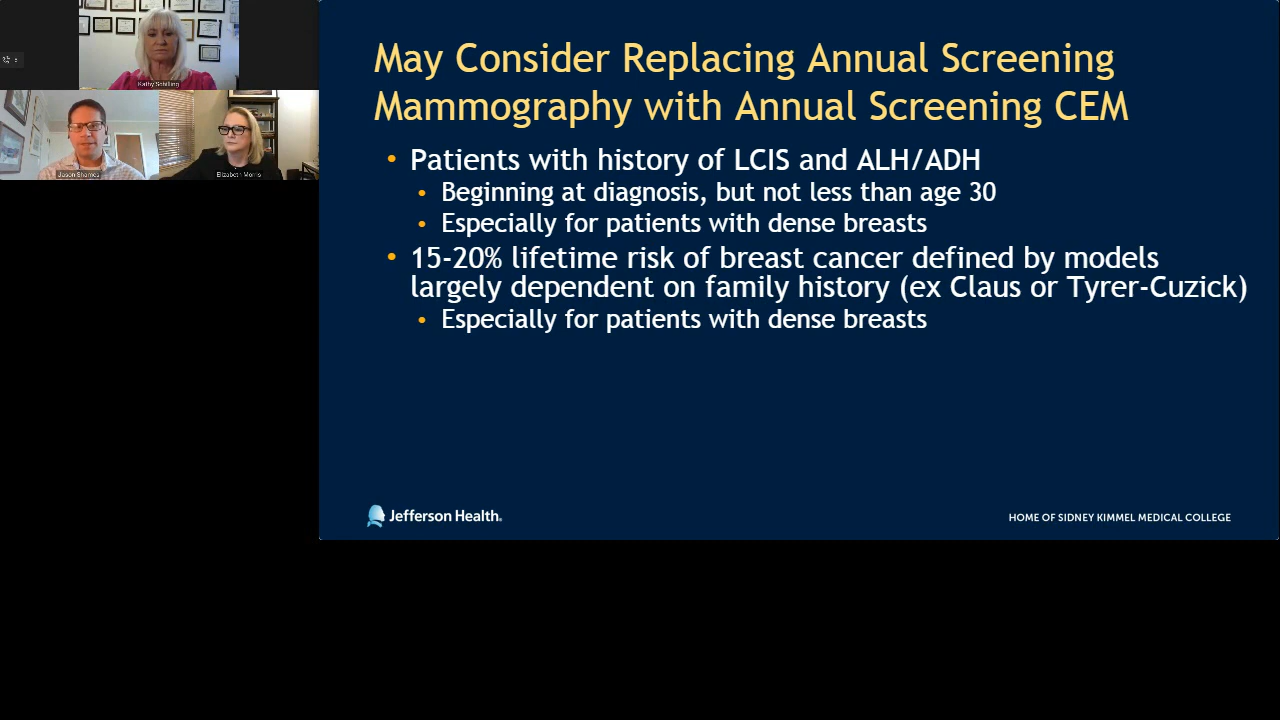 Kathy Schilling
Jason Shames
Elizabeth Morris
May Consider Replacing Annual Screening
Mammography with Annual Screening CEM
• Patients with history of LCIS and ALH/ADH
• Beginning at diagnosis, but not less than age 30
• Especially for patients with dense breasts
• 15-20% lifetime risk of breast cancer defined by models
largely dependent on family history (ex Claus or Tyrer-Cuzick)
• Especially for patients with dense breasts
Jefferson Health.
HOME OF SIDNEY KIMMEL MEDICAL COLLEGE